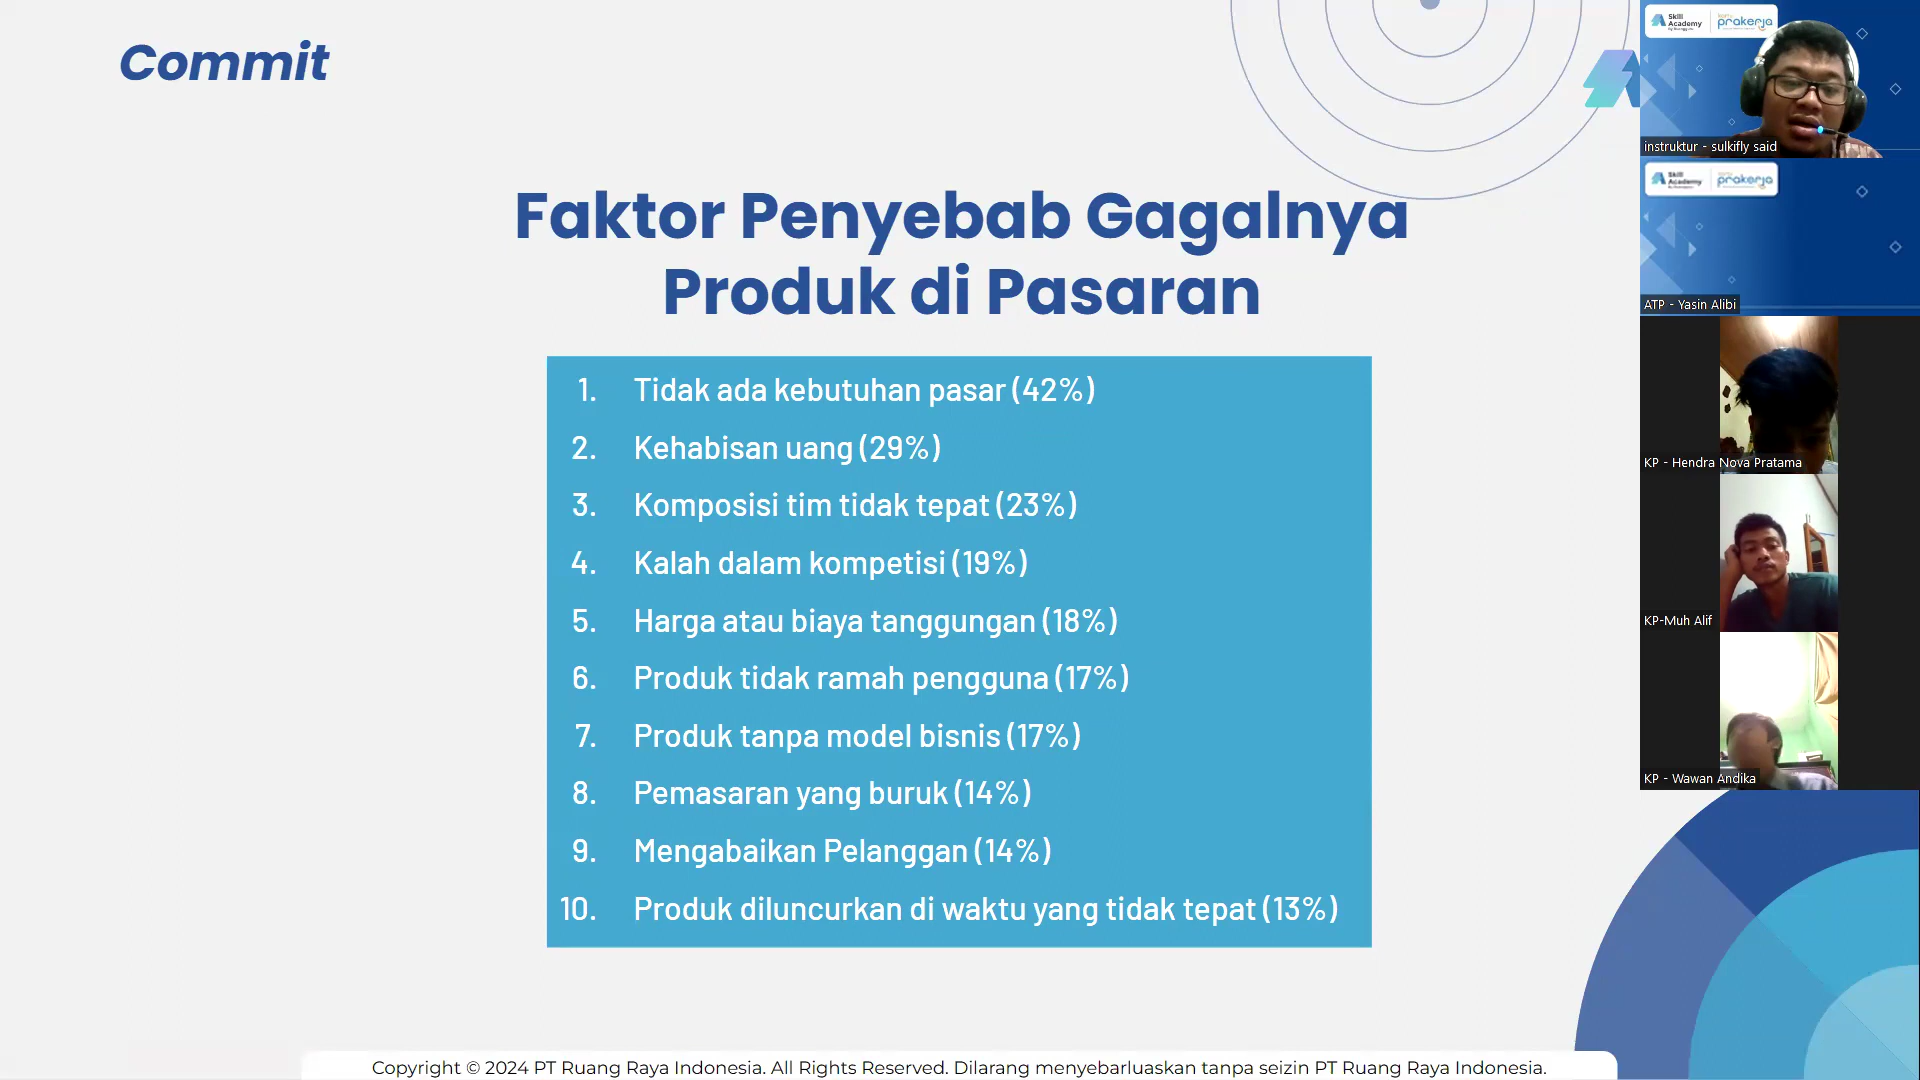 Commit
Faktor Penyebab Gagalnya
Produk di Pasaran
1. Tidak ada kebutuhan pasar (42%)
2. Kehabisan uang (29%)
3. Komposisi tim tidak tepat (23%)
4. Kalah dalam kompetisi (19%)
5. Harga atau biaya tanggungan (18%)
6. Produk tidak ramah pengguna (17%)
7. Produk tanpa model bisnis (17%)
8. Pemasaran yang buruk (14%)
9. Mengabaikan Pelanggan (14%)
10. Produk diluncurkan di waktu yang tidak tepat (13%)
Copyright © 2024 PT Ruang Raya Indonesia. All Rights Reserved. Dilarang menyebarluaskan tanpa seizin PT Ruang Raya Indonesia.
Skill
Academy
prakerja
instruktur - sulkifly said
Skill
Academy
prakerja
ATP - Yasin Alibi
KP - Hendra Nova Pratama
KP-Muh Alif
KP - Wawan Andika